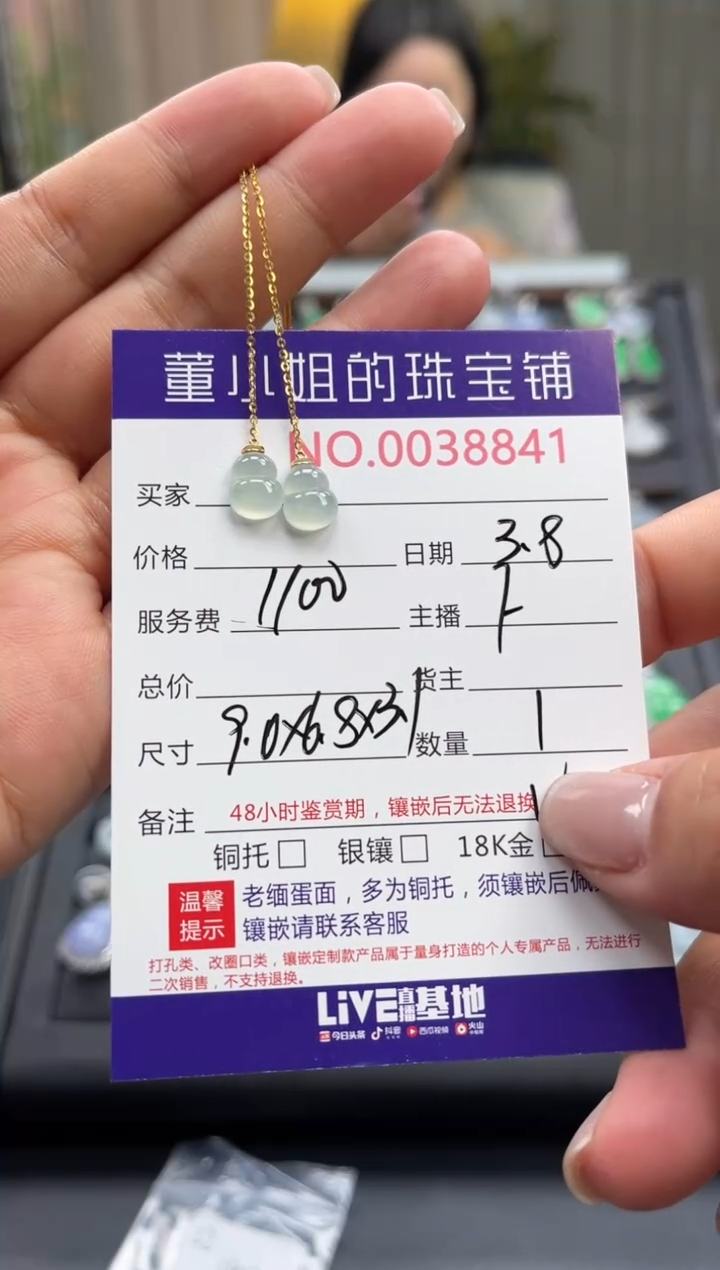 董小姐的珠宝铺
NO.0038841
买家
价格 日期 3.8
服务费 1100 主播
总价 货主
尺寸 9.0x6.8x3.1 数量 1
备注 48小时鉴赏期，镶嵌后无法退换
铜托 银镶 18K金
温馨提示
老缅蛋面，多为铜托，须镶嵌后佩
镶嵌请联系客服
打孔类、改圈口类，镶嵌定制款产品属于量身打造的个人专属产品，无法进行
二次销售，不支持退换。
LiVE直播基地
今日头条 抖音 西瓜视频 火山